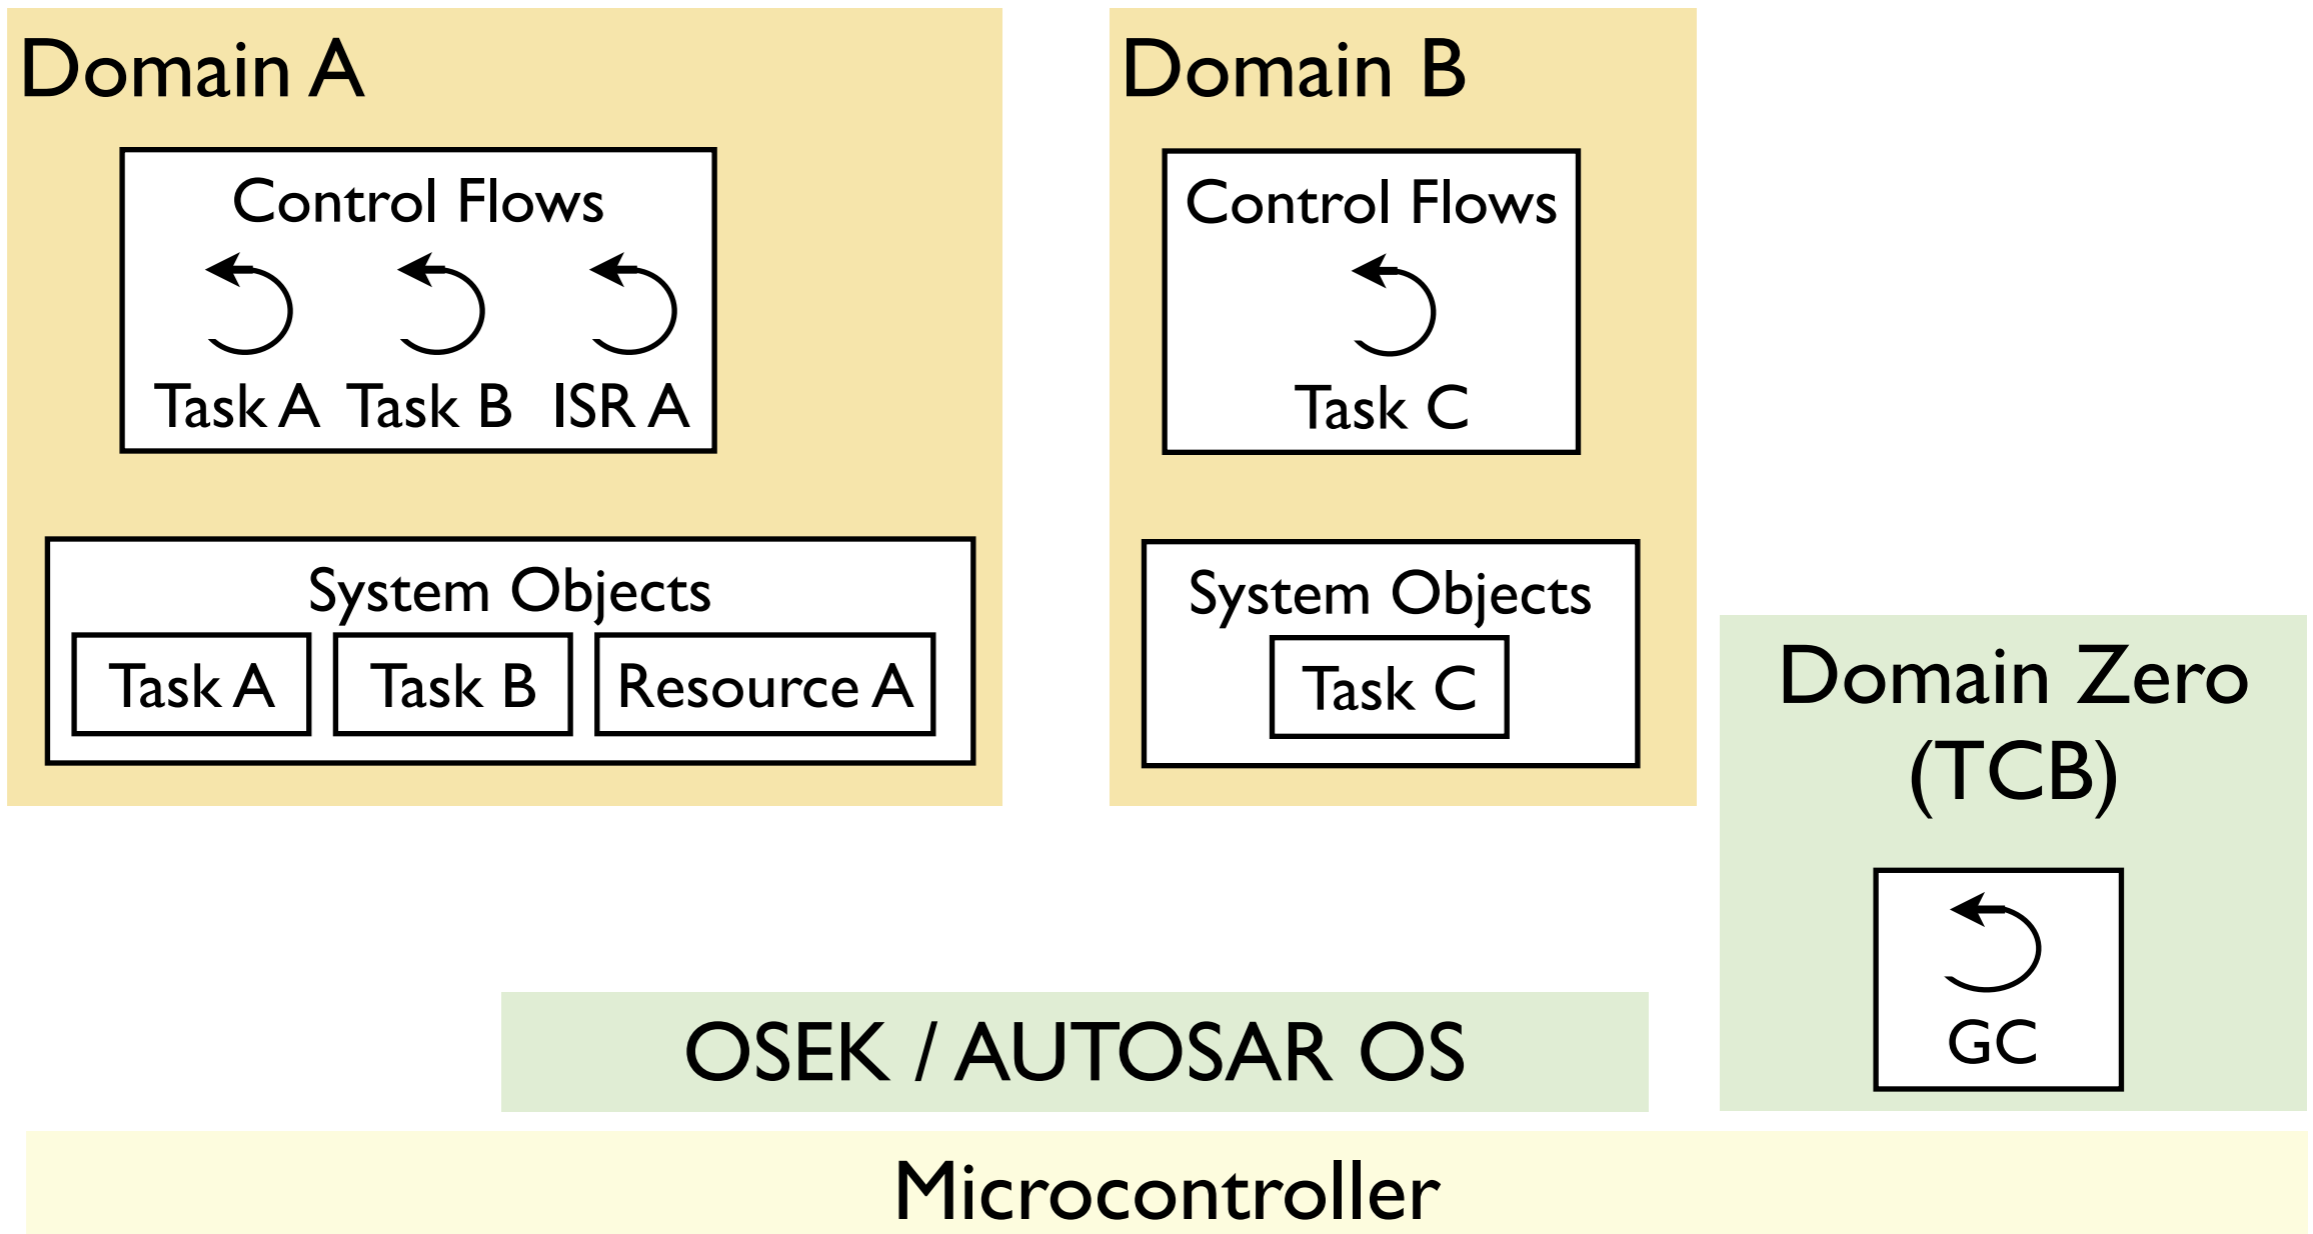 Domain A
Control Flows
Task A Task B ISR A
System Objects
Task A Task B Resource A
Domain B
Control Flows
Task C
System Objects
Task C
Domain Zero
(TCB)
GC
OSEK / AUTOSAR OS
Microcontroller